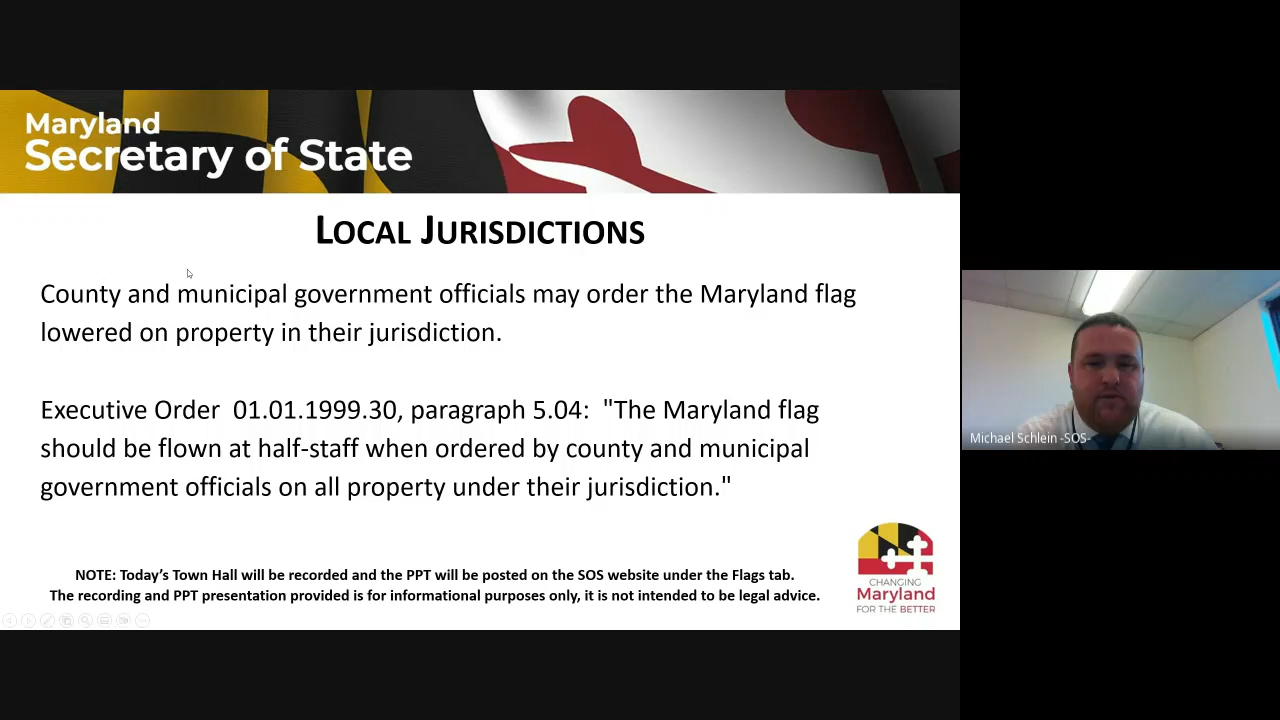 Maryland
Secretary of State
LOCAL JURISDICTIONS
County and municipal government officials may order the Maryland flag
lowered on property in their jurisdiction.
Executive Order  01.01.1999.30, paragraph 5.04:  "The Maryland flag
should be flown at half-staff when ordered by county and municipal
government officials on all property under their jurisdiction."
NOTE: Today’s Town Hall will be recorded and the PPT will be posted on the SOS website under the Flags tab.
The recording and PPT presentation provided is for informational purposes only, it is not intended to be legal advice.
CHANGING
Maryland
FOR THE BETTER
Michael Schlein -SOS-